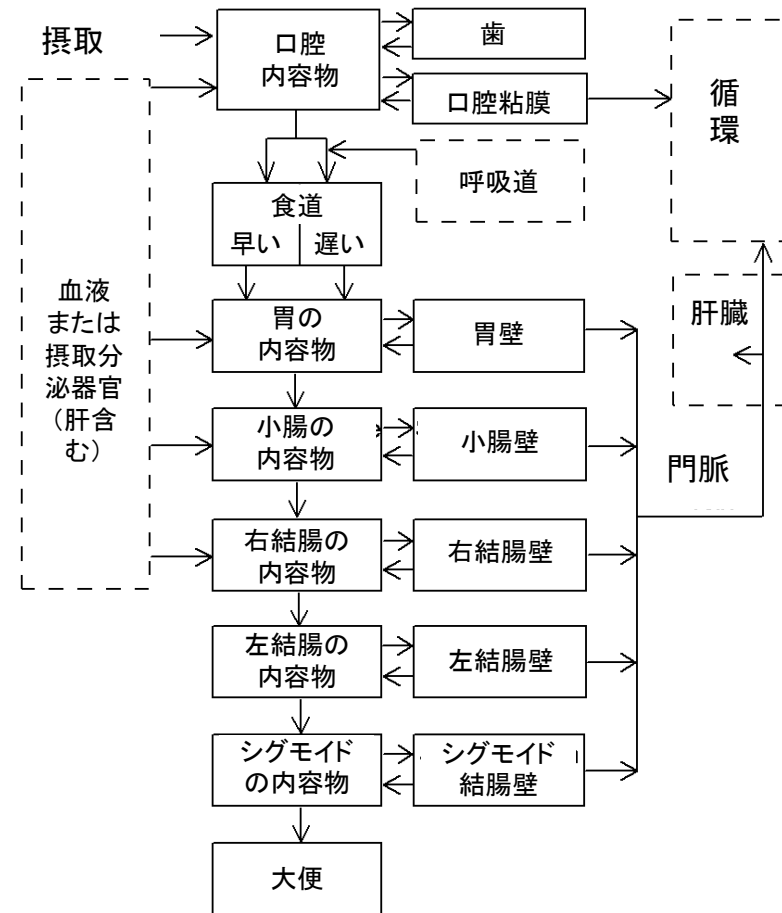 摂取
口腔
内容物
歯
口腔粘膜
循
環
呼吸道
食道
早い
遅い
血液
または
摂取分
泌器官
(肝含
む)
胃の
内容物
胃壁
肝臓
小腸の
内容物
小腸壁
門脈
右結腸の
内容物
右結腸壁
左結腸の
内容物
左結腸壁
シグモイド
の内容物
シグモイド
結腸壁
大便